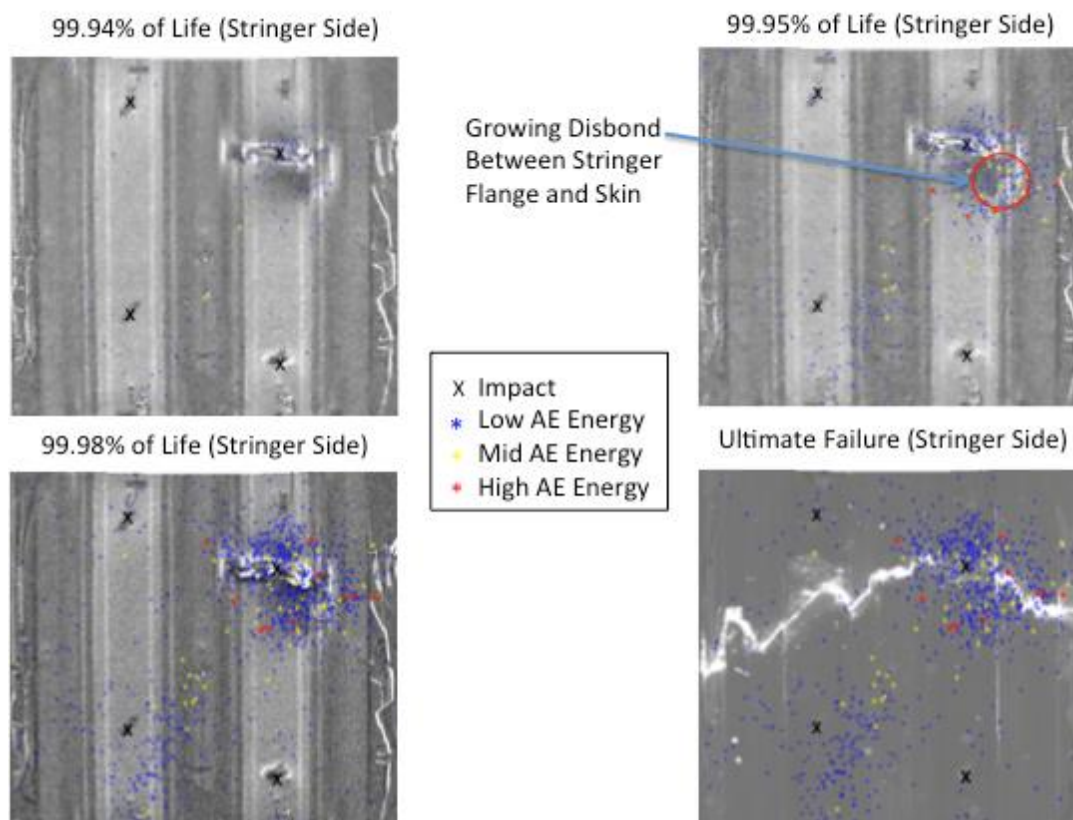 99.94% of Life (Stringer Side)
99.95% of Life (Stringer Side)
Growing Disbond
Between Stringer
Flange and Skin
X
X
X
X
X
X
X
X
X Impact
* Low AE Energy
* Mid AE Energy
* High AE Energy
99.98% of Life (Stringer Side)
Ultimate Failure (Stringer Side)
X
X
X
X
X
X
X
X